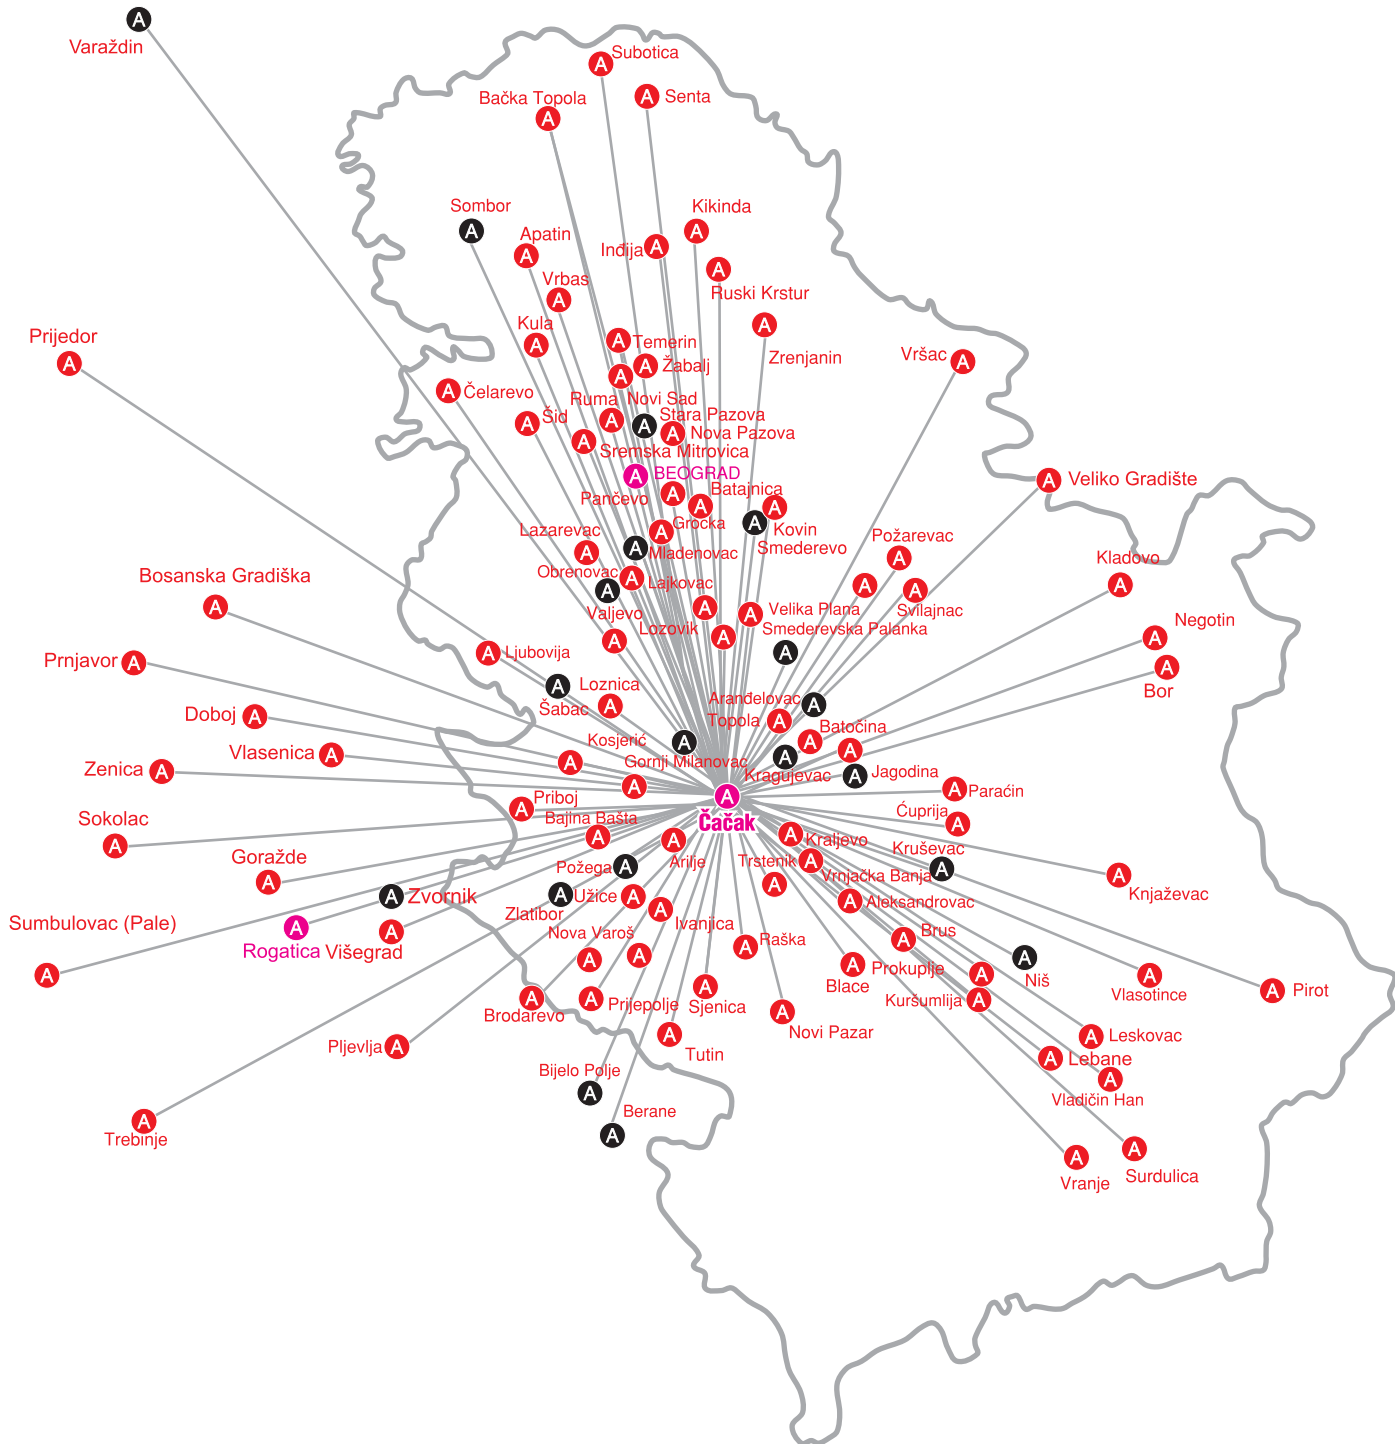 Varaždin
Subotica
Bačka Topola
Senta
Sombor
Kikinda
Apatin
Inđija
Vrbas
Ruski Krstur
Kula
Temerin
Prijedor
Zrenjanin
Vršac
Žabalj
Čelarevo
Ruma
Novi Sad
Šid
Stara Pazova
Nova Pazova
Sremska Mitrovica
BEOGRAD
Veliko Gradište
Pančevo
Batajnica
Lazarevac
Grocka
Kovin
Požarevac
Mladenovac
Smederevo
Kladovo
Bosanska Gradiška
Obrenovac
Lajkovac
Valjevo
Velika Plana
Svilajnac
Negotin
Lozovik
Smederevska Palanka
Prnjavor
Ljubovija
Loznica
Bor
Šabac
Aranđelovac
Doboj
Topola
Batočina
Kosjerić
Vlasenica
Gornji Milanovac
Zenica
Kragujevac
Jagodina
Paraćin
Priboj
Ćuprija
Sokolac
Bajina Bašta
Čačak
Kraljevo
Kruševac
Goražde
Požega
Arilje
Trstenik
Vrnjačka Banja
Zvornik
Užice
Knjaževac
Aleksandrovac
Sumbulovac (Pale)
Zlatibor
Ivanjica
Nova Varoš
Brus
Rogatica
Višegrad
Raška
Prokuplje
Niš
Blace
Vlasotince
Pirot
Brodarevo
Prijepolje
Sjenica
Kuršumlija
Novi Pazar
Leskovac
Pljevlja
Tutin
Lebane
Bijelo Polje
Vladičin Han
Berane
Trebinje
Surdulica
Vranje